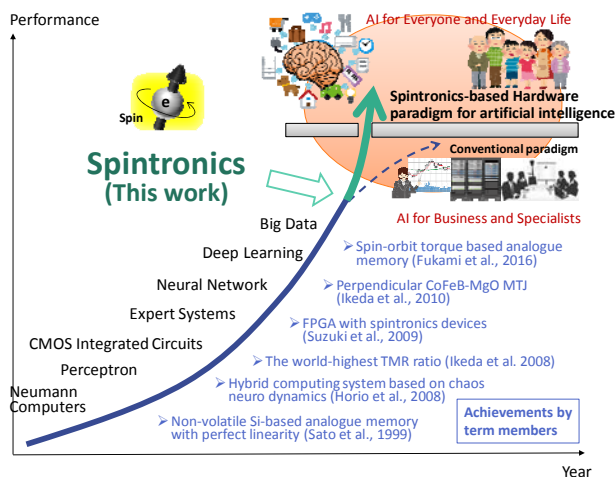 Performance
AI for Everyone and Everyday Life
e
Spin
Spintronics-based Hardware
paradigm for artificial intelligence
Conventional paradigm
Spintronics
(This work)
AI for Business and Specialists
Big Data
Deep Learning
Neural Network
Expert Systems
CMOS Integrated Circuits
Perceptron
Neumann
Computers
➢ Spin-orbit torque based analogue
memory (Fukami et al., 2016)
➢ Perpendicular CoFeB-MgO MTJ
(Ikeda et al., 2010)
➢ FPGA with spintronics devices
(Suzuki et al., 2009)
➢ The world-highest TMR ratio (Ikeda et al. 2008)
➢ Hybrid computing system based on chaos
neuro dynamics (Horio et al., 2008)
➢ Non-volatile Si-based analogue memory
with perfect linearity (Sato et al., 1999)
Achievements by
term members
Year